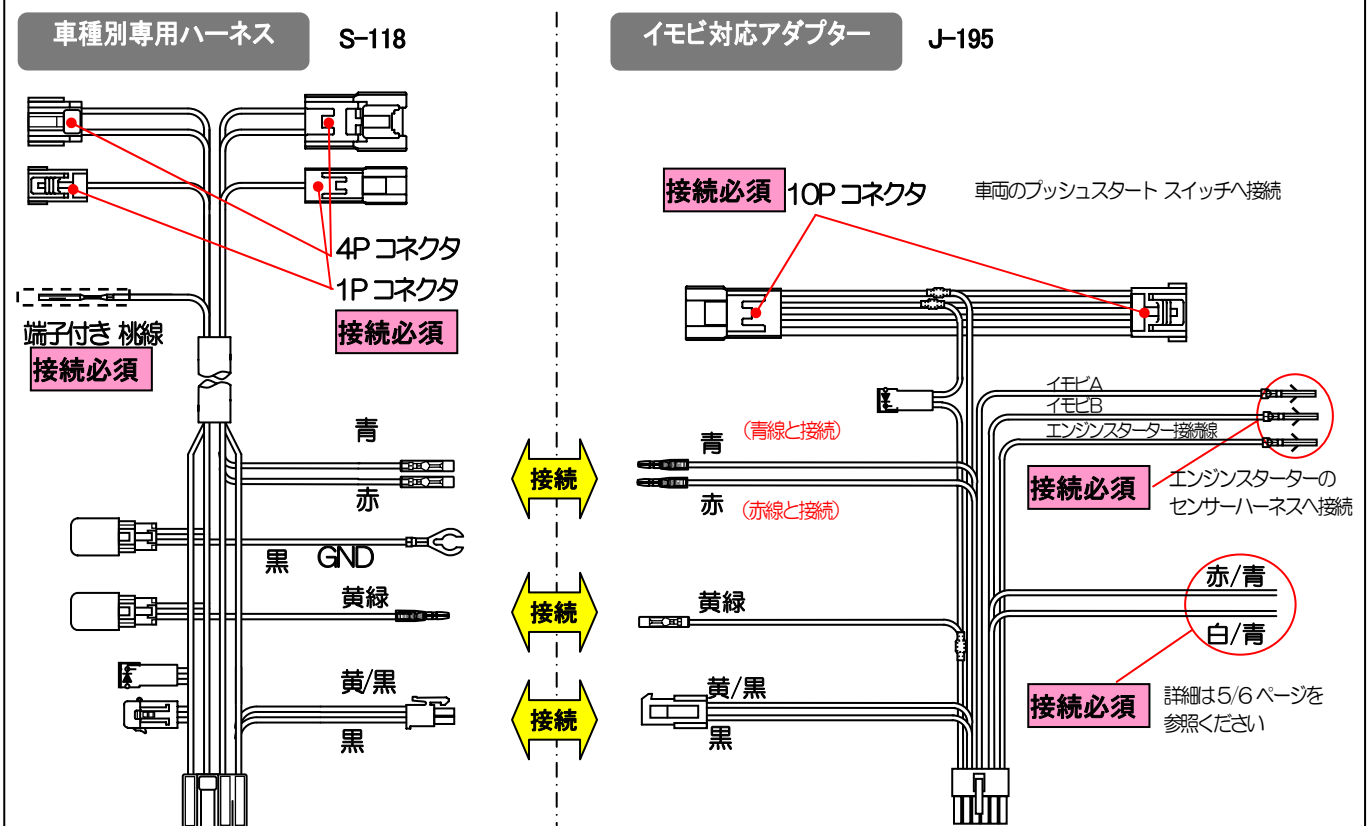 車種別専用ハーネス S-118
4P コネクタ
1P コネクタ
接続必須
端子付き 桃線
接続必須
青
赤
黒 GND
黄緑
黄/黒
黒
接続
接続
接続
イモビ対応アダプター J-195
接続必須 10P コネクタ 車両のプッシュスタート スイッチへ接続
イモビA
イモビB
エンジンスターター接続線
青 (青線と接続)
赤 (赤線と接続)
接続必須 エンジンスターターの
センサーハーネスへ接続
黄緑
赤/青
白/青
黄/黒
黒
接続必須 詳細は5/6 ページを
参照ください